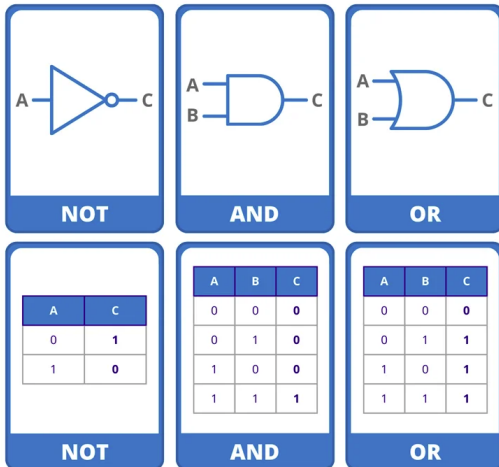 A C
A B C
A B C
NOT
AND
OR
A C
0 1
1 0
NOT
A B C
0 0 0
0 1 0
1 0 0
1 1 1
AND
A B C
0 0 0
0 1 1
1 0 1
1 1 1
OR